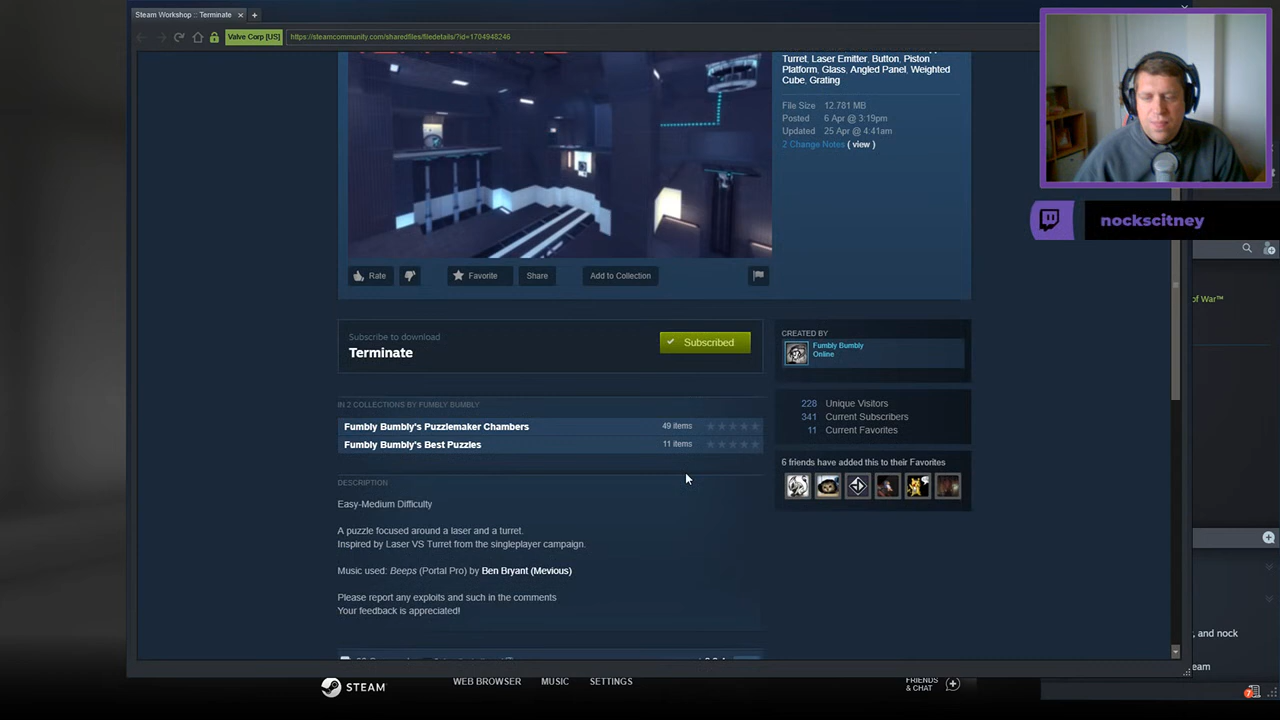 Steam Workshop :: Terminate
Valve Corp [US]
https://steamcommunity.com/sharedfiles/filedetails/?id=1704948246
Turret, Laser Emitter, Button, Piston
Platform, Glass, Angled Panel, Weighted
Cube, Grating
File Size 12.781 MB
Posted 6 Apr @ 3:19pm
Updated 25 Apr @ 4:41am
2 Change Notes ( view )
nockscitney
of War™
Rate
Favorite
Share
Add to Collection
Subscribe to download
Terminate
Subscribed
CREATED BY
Fumbly Bumbly
Online
228 Unique Visitors
341 Current Subscribers
11 Current Favorites
IN 2 COLLECTIONS BY FUMBLY BUMBLY
Fumbly Bumbly's Puzzlemaker Chambers 49 items
Fumbly Bumbly's Best Puzzles 11 items
6 friends have added this to their Favorites
DESCRIPTION
Easy-Medium Difficulty
A puzzle focused around a laser and a turret.
Inspired by Laser VS Turret from the singleplayer campaign.
Music used: Beeps (Portal Pro) by Ben Bryant (Mevious)
Please report any exploits and such in the comments
Your feedback is appreciated!
, and nock
eam
STEAM
WEB BROWSER
MUSIC
SETTINGS
FRIENDS
& CHAT
7